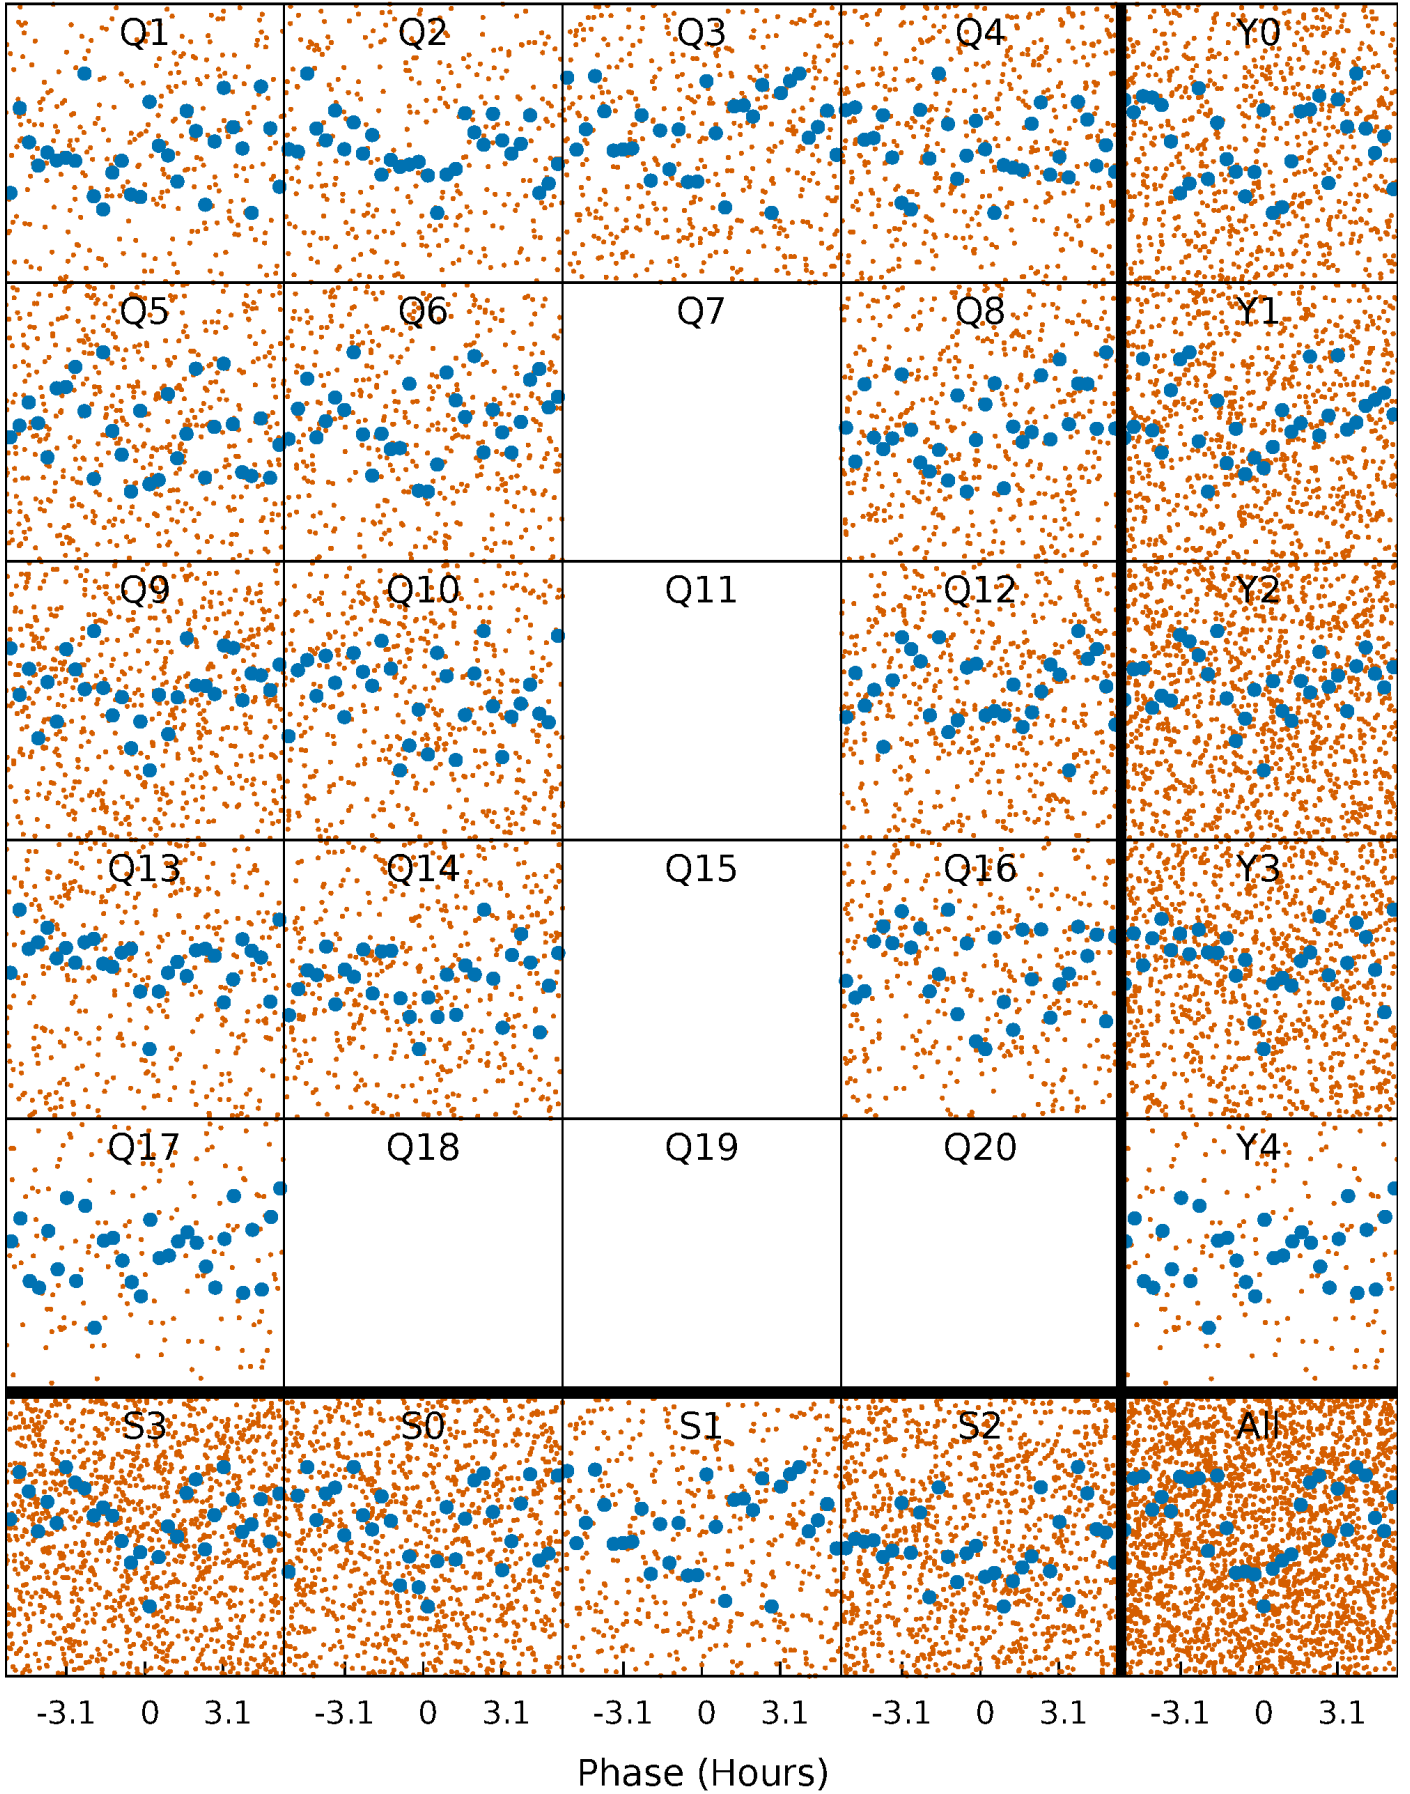 Q1 Q2 Q3 Q4 Y0
Q5 Q6 Q7 Q8 Y1
Q9 Q10 Q11 Q12 Y2
Q13 Q14 Q15 Q16 Y3
Q17 Q18 Q19 Q20 Y4
S3 S0 S1 S2 All
-3.1 0 3.1 -3.1 0 3.1 -3.1 0 3.1 -3.1 0 3.1 -3.1 0 3.1
Phase (Hours)